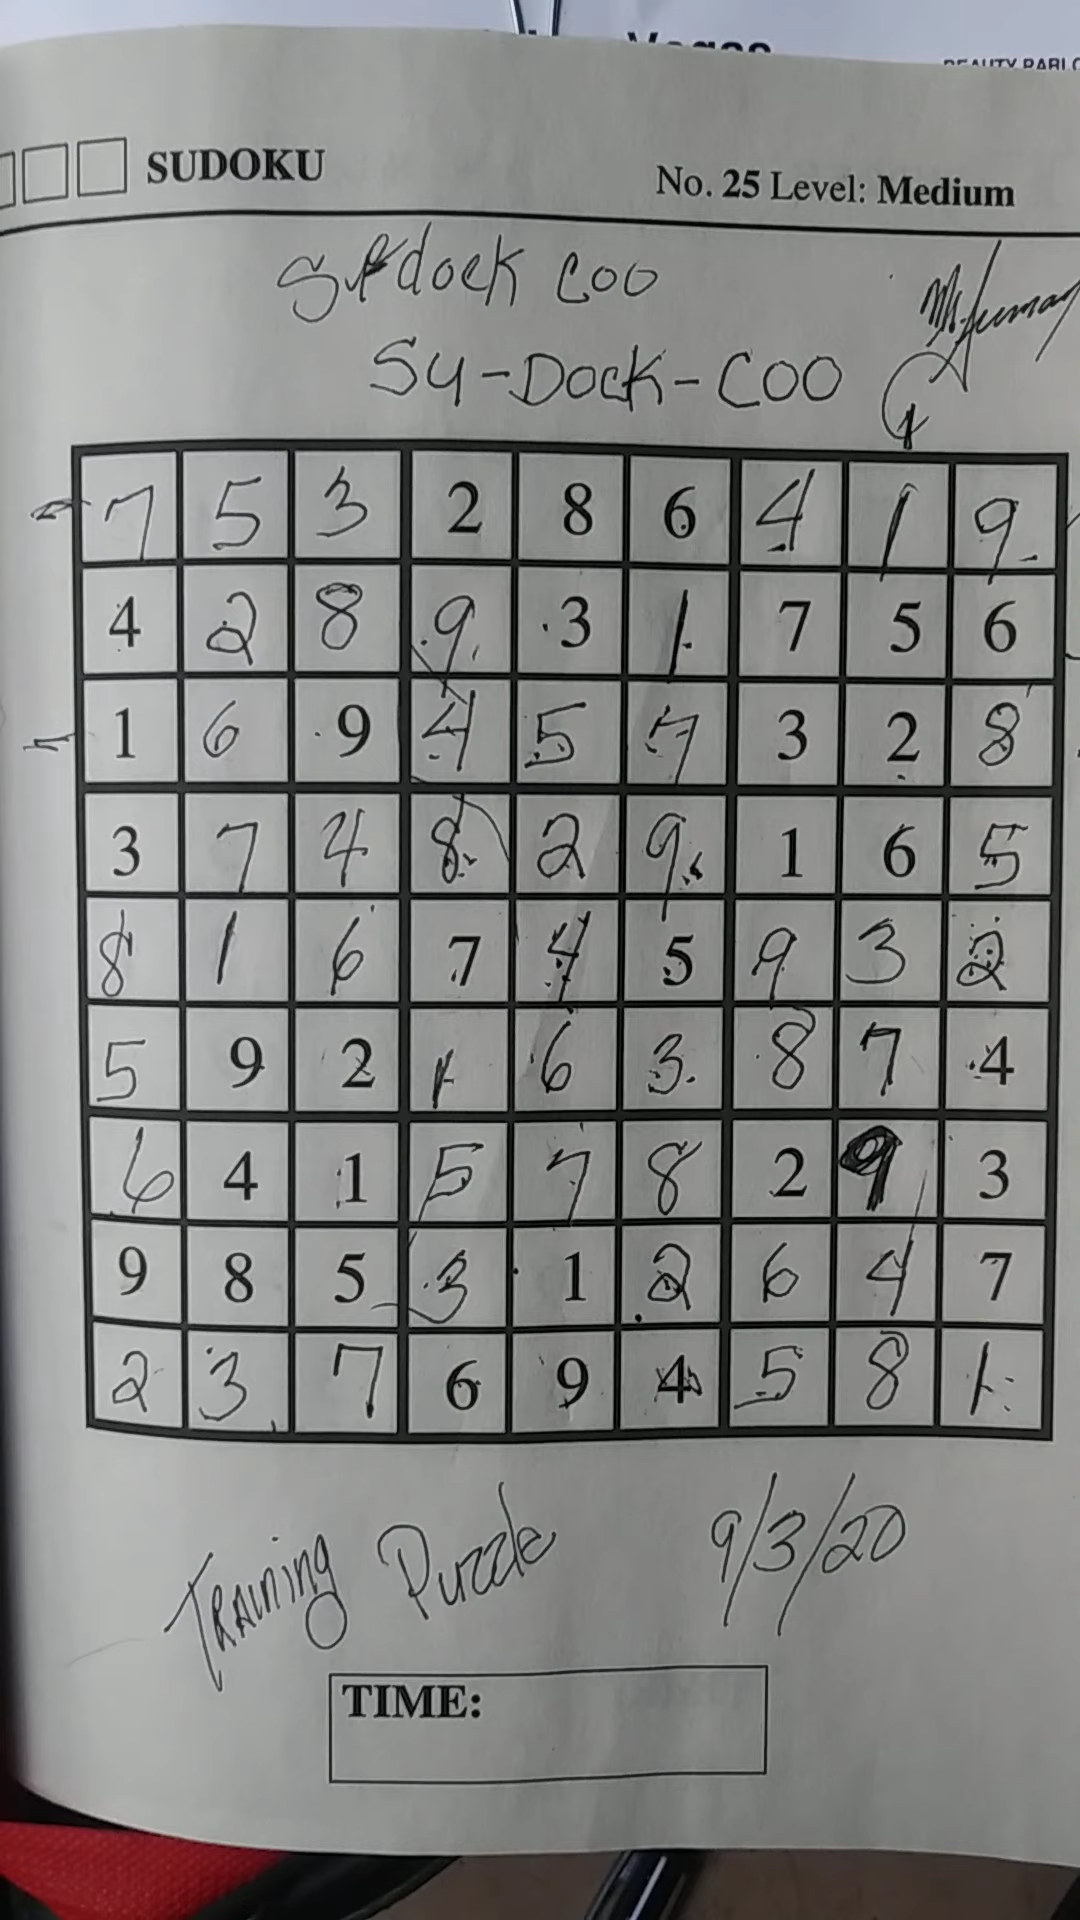 Vegas
BEAUTY PARLO
SUDOKU
No. 25 Level: Medium
Sudock Coo
Su-Dock-Coo
7 5 3 2 8 6 4 1 9
4 2 8 9 3 1 7 5 6
1 6 9 4 5 7 3 2 8
3 7 4 8 2 9 1 6 5
8 1 6 7 4 5 9 3 2
5 9 2 1 6 3 8 7 4
6 4 1 5 7 8 2 9 3
9 8 5 3 1 2 6 4 7
2 3 7 6 9 4 5 8 1
TRAINING Puzzle 9/3/20
TIME: